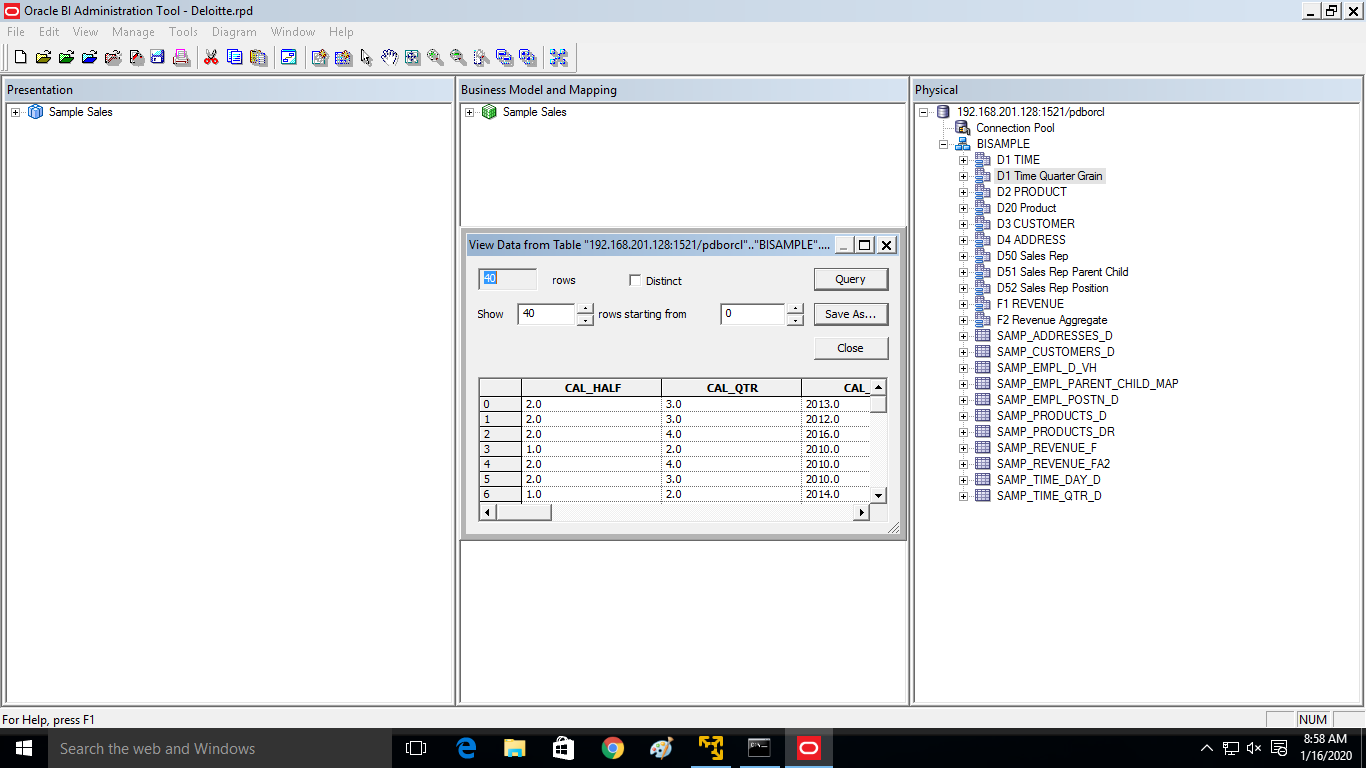 Oracle BI Administration Tool - Deloitte.rpd
File Edit View Manage Tools Diagram Window Help
Presentation
Sample Sales
Business Model and Mapping
Sample Sales
View Data from Table "192.168.201.128:1521/pdborcl".."BISAMPLE"....
40 rows Distinct Query
Show 40 rows starting from 0 Save As...
Close
CAL_HALF CAL_QTR CAL_
0 2.0 3.0 2013.0
1 2.0 3.0 2012.0
2 2.0 4.0 2016.0
3 1.0 2.0 2010.0
4 2.0 4.0 2010.0
5 2.0 3.0 2010.0
6 1.0 2.0 2014.0
Physical
192.168.201.128:1521/pdborcl
Connection Pool
BISAMPLE
D1 TIME
D1 Time Quarter Grain
D2 PRODUCT
D20 Product
D3 CUSTOMER
D4 ADDRESS
D50 Sales Rep
D51 Sales Rep Parent Child
D52 Sales Rep Position
F1 REVENUE
F2 Revenue Aggregate
SAMP_ADDRESSES_D
SAMP_CUSTOMERS_D
SAMP_EMPL_D_VH
SAMP_EMPL_PARENT_CHILD_MAP
SAMP_EMPL_POSTN_D
SAMP_PRODUCTS_D
SAMP_PRODUCTS_DR
SAMP_REVENUE_F
SAMP_REVENUE_FA2
SAMP_TIME_DAY_D
SAMP_TIME_QTR_D
For Help, press F1
NUM
Search the web and Windows
8:58 AM
1/16/2020